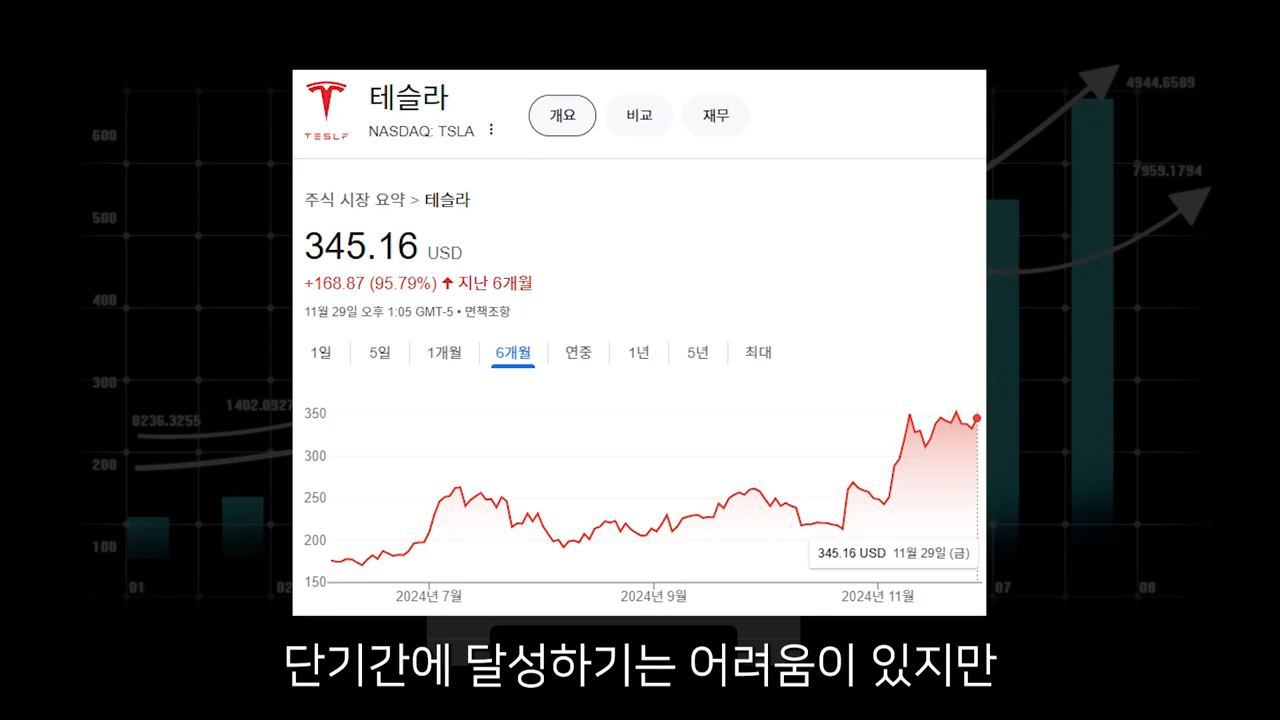 테슬라
NASDAQ: TSLA
TESLA
개요 비교 재무
주식 시장 요약 > 테슬라
345.16 USD
+168.87 (95.79%) ↑ 지난 6개월
11월 29일 오후 1:05 GMT-5 • 면책조항
1일 5일 1개월 6개월 연중 1년 5년 최대
350
300
250
200
150
345.16 USD 11월 29일 (금)
2024년 7월 2024년 9월 2024년 11월
600
500
400
300
200
100
0236.3255
1402.0927
4944.6589
7959.1794
01 02 07 08
단기간에 달성하기는 어려움이 있지만